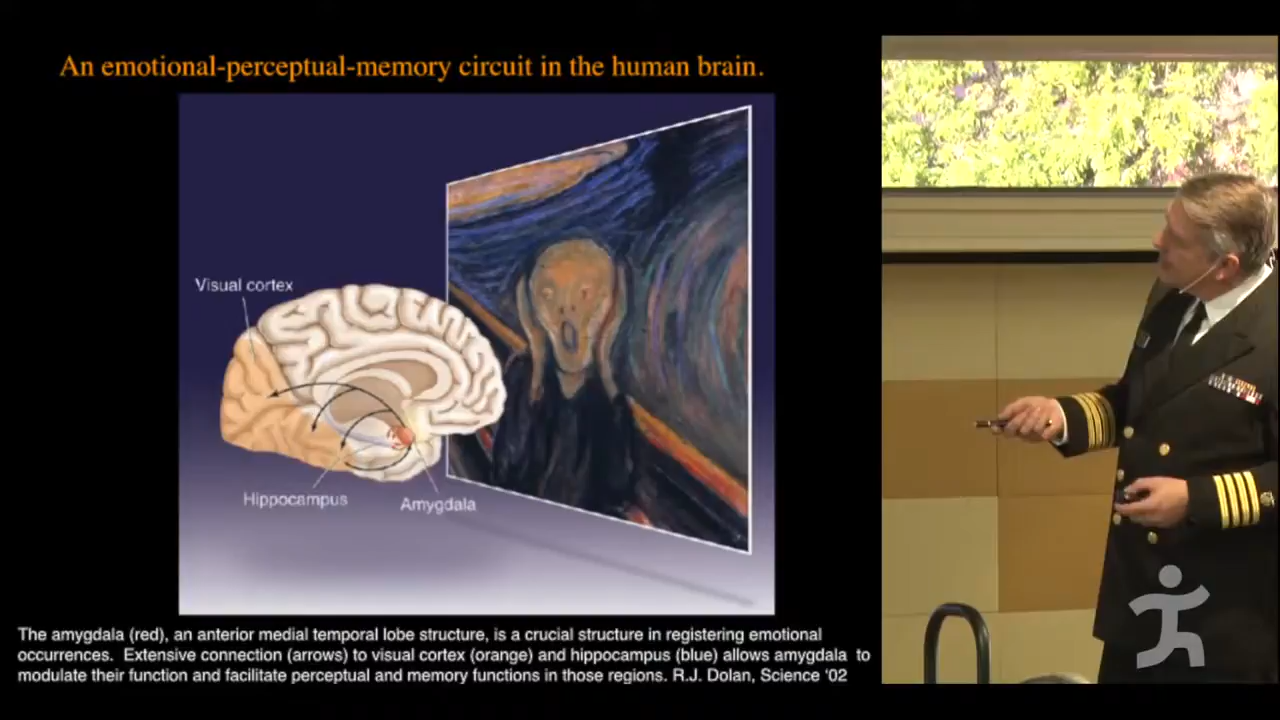 An emotional-perceptual-memory circuit in the human brain.
Visual cortex
Hippocampus
Amygdala
The amygdala (red), an anterior medial temporal lobe structure, is a crucial structure in registering emotional
occurrences.  Extensive connection (arrows) to visual cortex (orange) and hippocampus (blue) allows amygdala  to
modulate their function and facilitate perceptual and memory functions in those regions. R.J. Dolan, Science '02